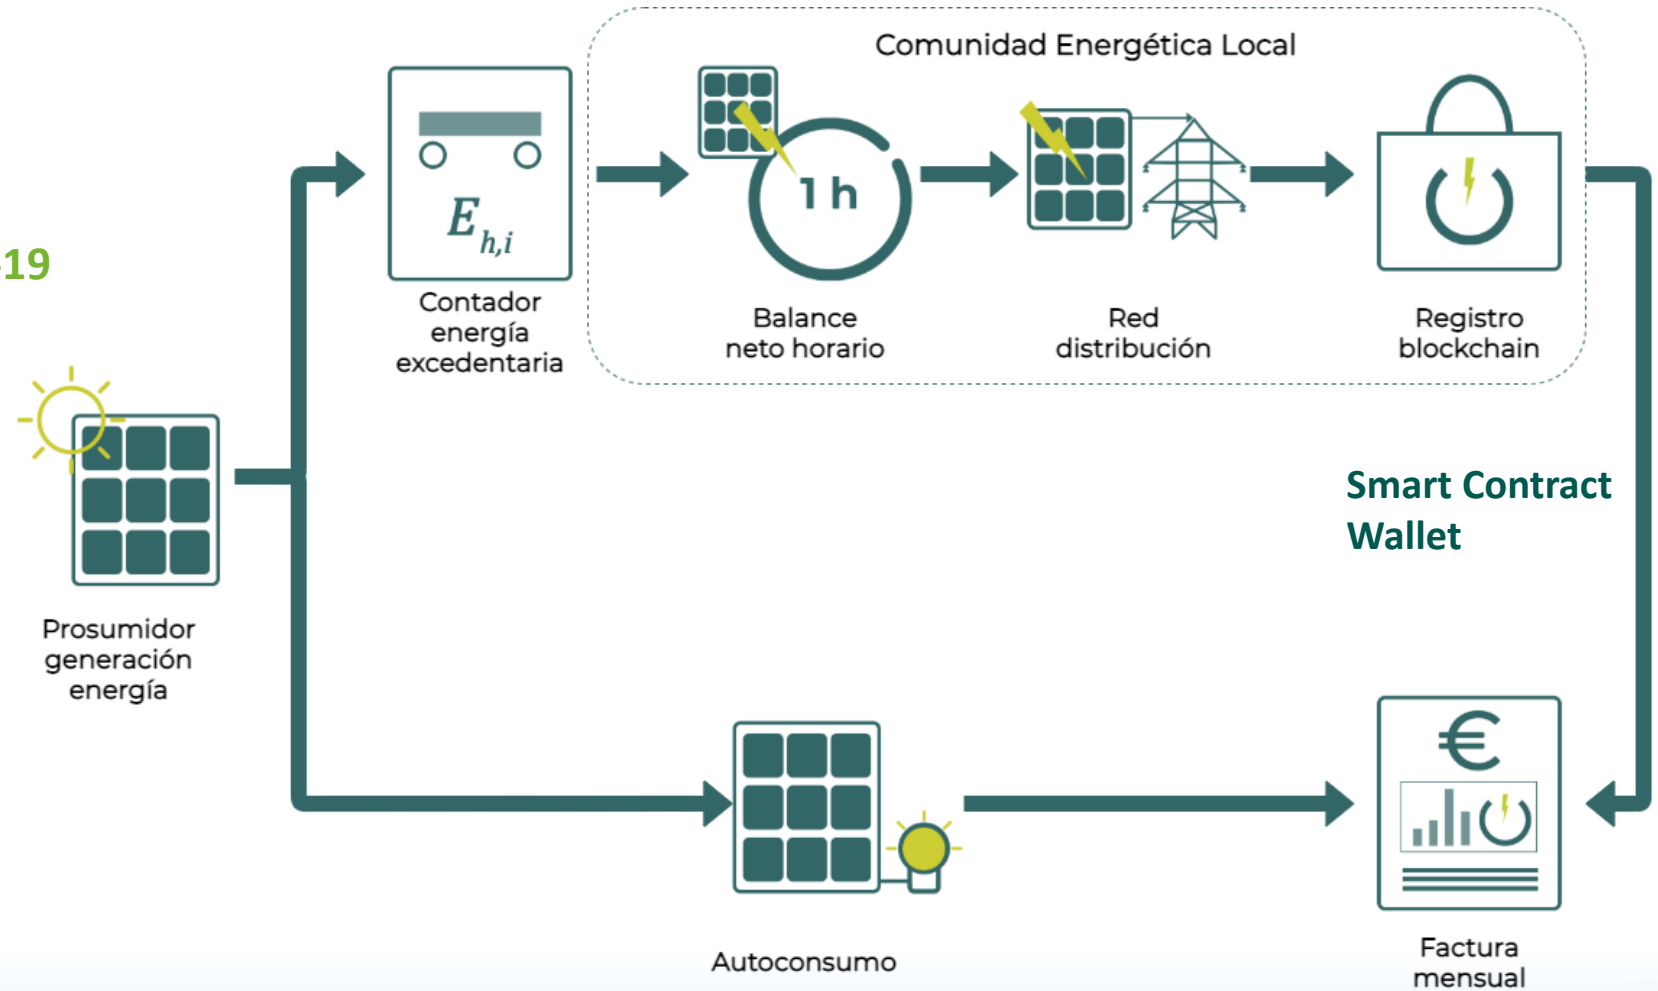 Comunidad Energética Local
1 h
E h,i
Contador
energía
excedentaria
Balance
neto horario
Red
distribución
Registro
blockchain
-19
Smart Contract
Wallet
Prosumidor
generación
energía
€
Autoconsumo
Factura
mensual